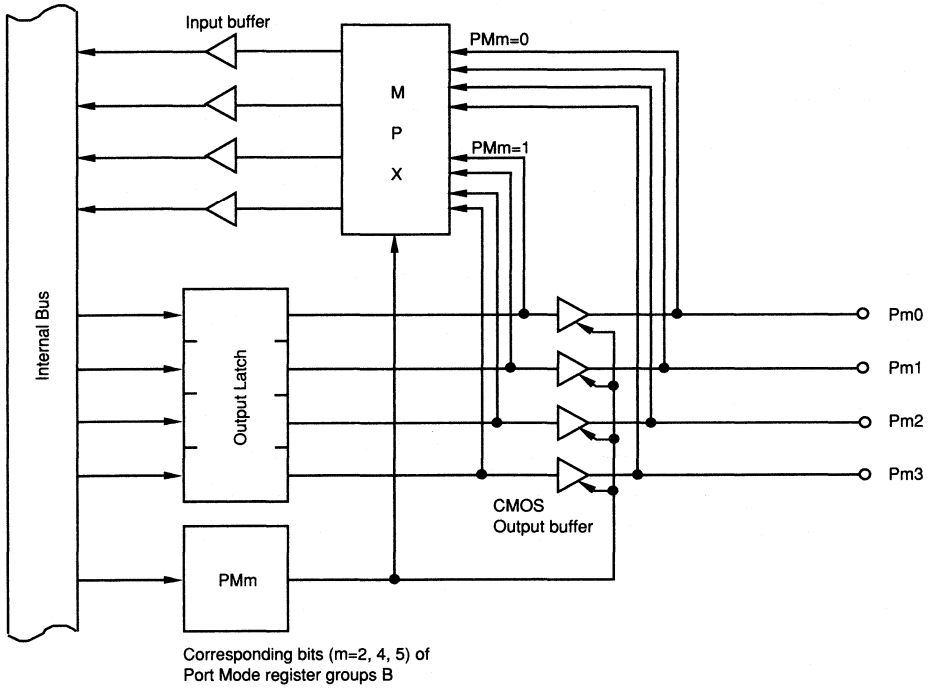 Input buffer
PMm=0
M
P
X
PMm=1
Internal Bus
Output Latch
Pm0
Pm1
Pm2
Pm3
CMOS
Output buffer
PMm
Corresponding bits (m=2, 4, 5) of
Port Mode register groups B